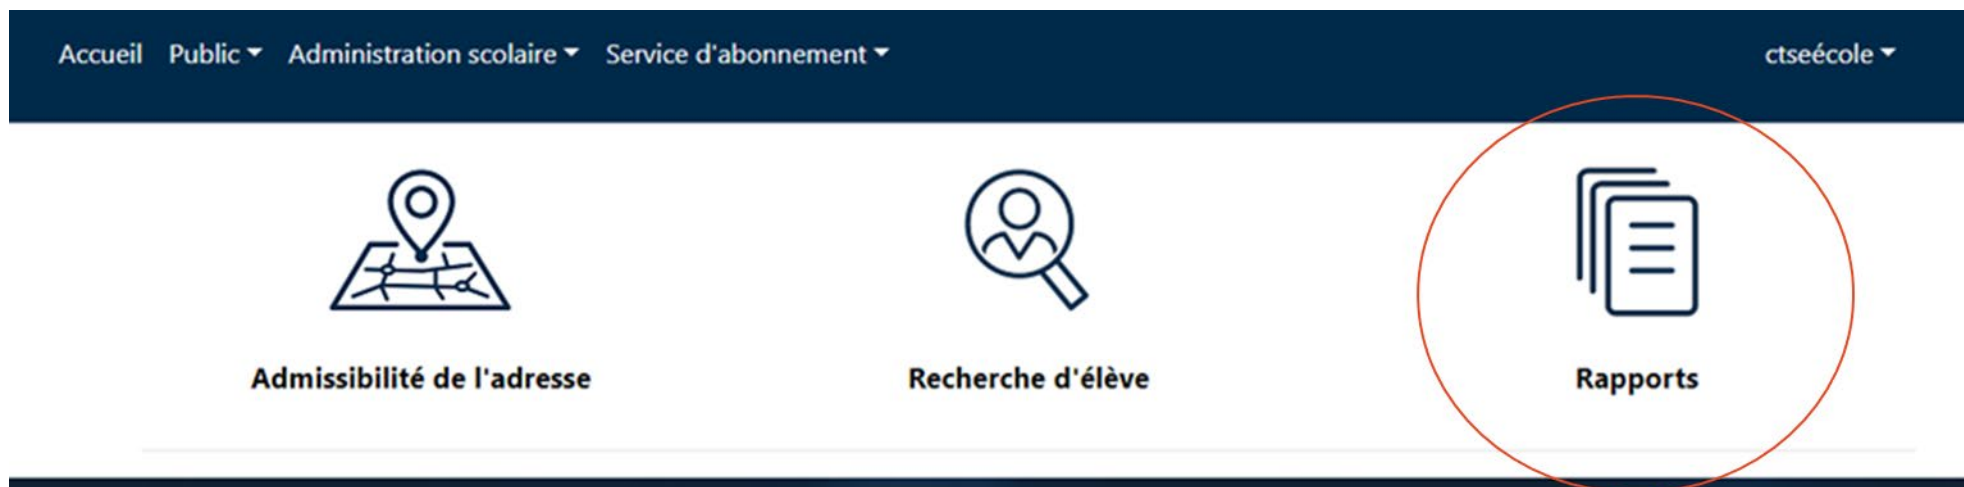 Accueil Public Administration scolaire Service d'abonnement ctseécole
Admissibilité de l'adresse Recherche d'élève Rapports